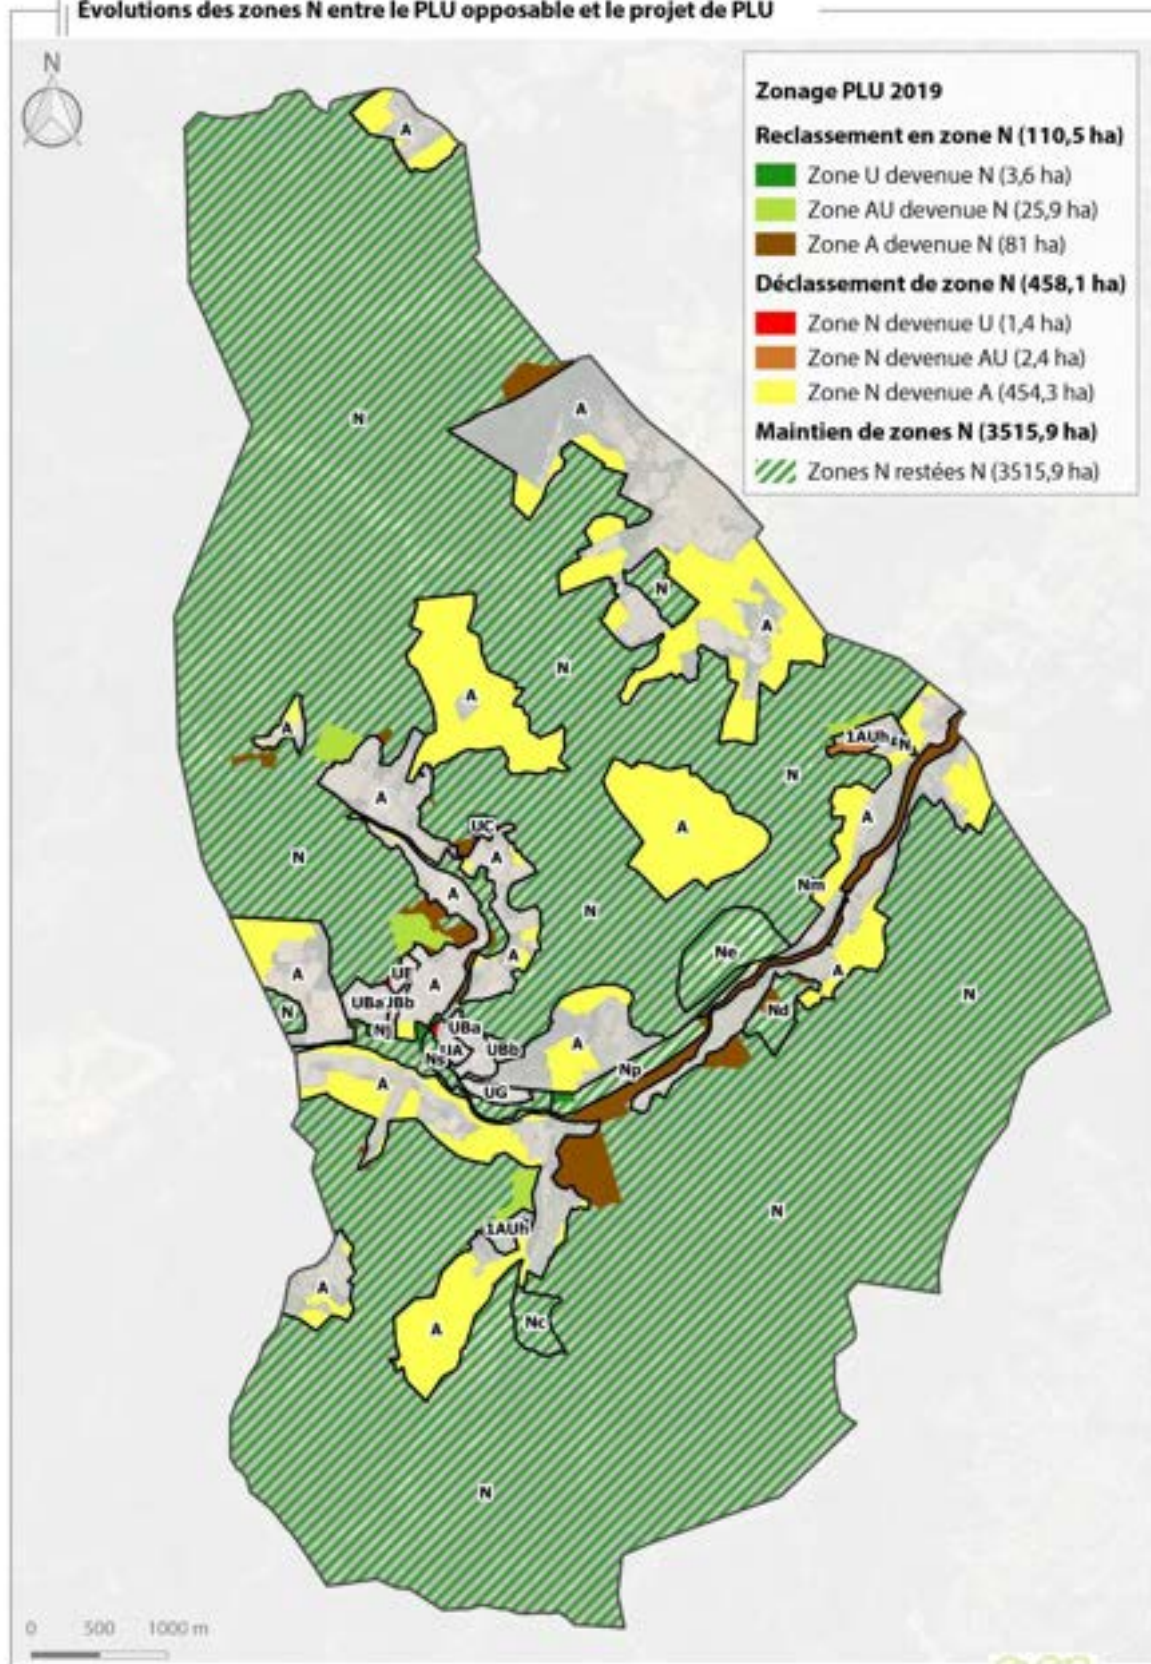 Évolutions des zones N entre le PLU opposable et le projet de PLU
N
Zonage PLU 2019
Reclassement en zone N (110,5 ha)
Zone U devenue N (3,6 ha)
Zone AU devenue N (25,9 ha)
Zone A devenue N (81 ha)
Déclassement de zone N (458,1 ha)
Zone N devenue U (1,4 ha)
Zone N devenue AU (2,4 ha)
Zone N devenue A (454,3 ha)
Maintien de zones N (3515,9 ha)
Zones N restées N (3515,9 ha)
A
N
A
N
A
N
A
A
1AUh
N
N
A
A
A
UC
A
N
Nm
A
N
Ne
A
A
A
A
N
Nd
N
UBa
UBb
Nj
UBa
UA
UBb
Ns
A
Np
A
UG
N
1AUh
A
Nc
A
N
0 500 1000 m